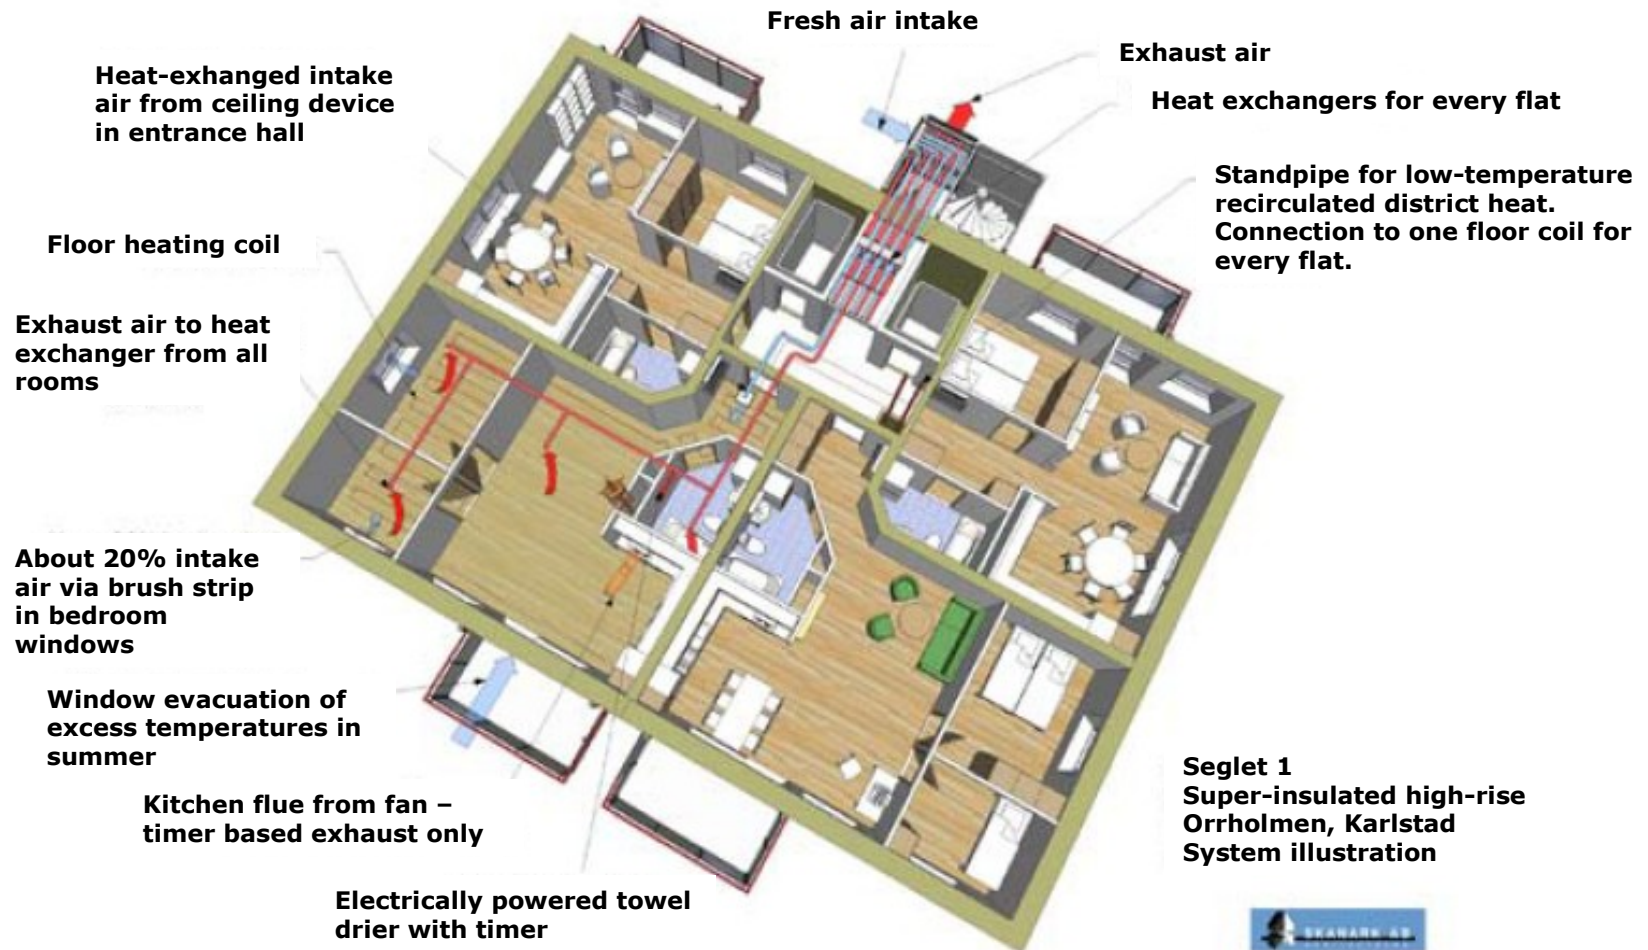 Fresh air intake
Exhaust air
Heat exchangers for every flat
Heat-exhanged intake
air from ceiling device
in entrance hall
Standpipe for low-temperature
recirculated district heat.
Connection to one floor coil for
every flat.
Floor heating coil
Exhaust air to heat
exchanger from all
rooms
About 20% intake
air via brush strip
in bedroom
windows
Window evacuation of
excess temperatures in
summer
Kitchen flue from fan –
timer based exhaust only
Electrically powered towel
drier with timer
Seglet 1
Super-insulated high-rise
Orrholmen, Karlstad
System illustration
SKANARK AB